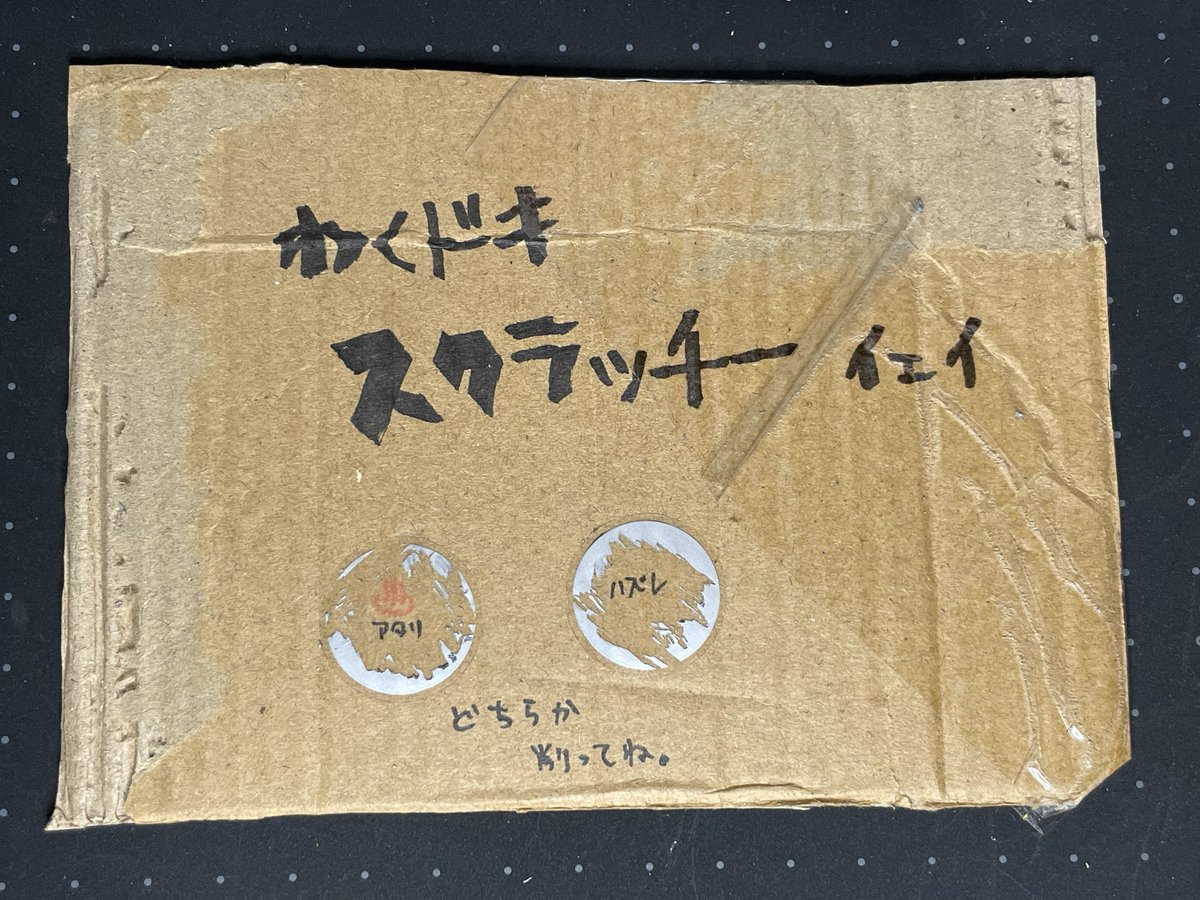 わくドキ
スクラッチー イェイ
アタリ
ハズレ
どちらか
削ってね。